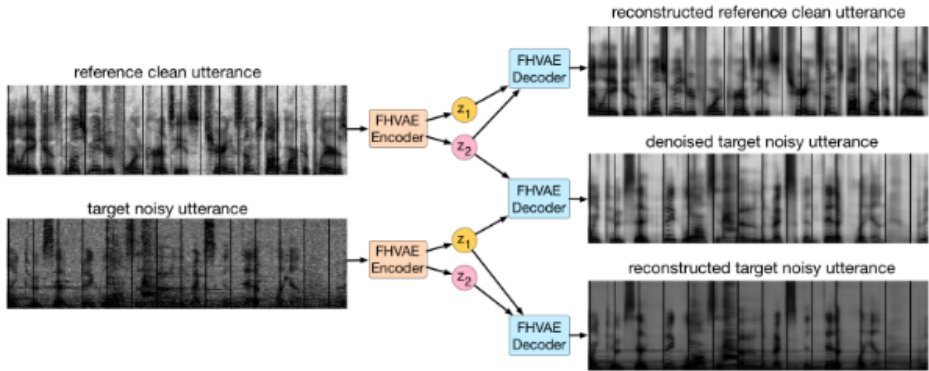 reconstructed reference clean utterance
reference clean utterance
FHVAE
Decoder
FHVAE
Encoder
z1
z2
denoised target noisy utterance
FHVAE
Decoder
target noisy utterance
FHVAE
Encoder
z1
z2
reconstructed target noisy utterance
FHVAE
Decoder